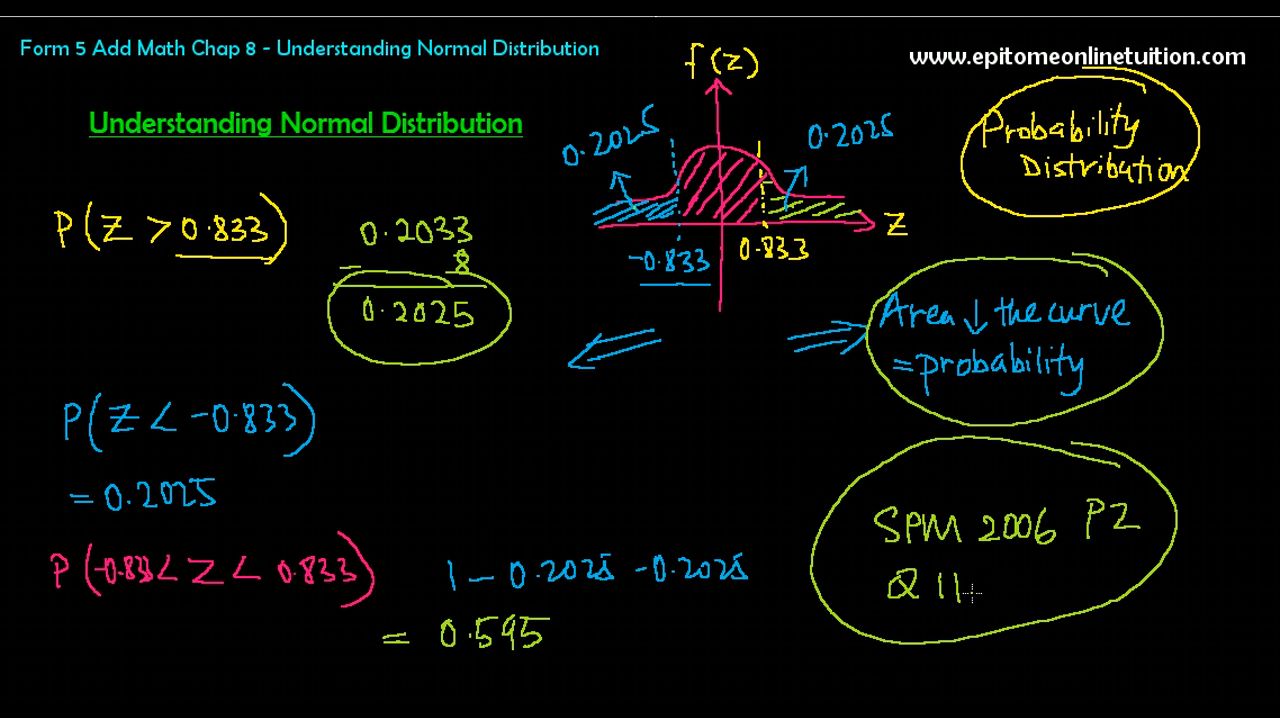 Form 5 Add Math Chap 8 - Understanding Normal Distribution
www.epitomeonlinetuition.com
Understanding Normal Distribution
f(z)
0.2025
0.2025
Z
-0.833
0.833
Probability
Distribution
P(Z > 0.833)
0.2033
- 8
0.2025
Area ↓ the curve
= probability
P(Z < -0.833)
= 0.2025
P(-0.833 < Z < 0.833)
1 - 0.2025 - 0.2025
= 0.595
SPM 2006 P2
Q 11